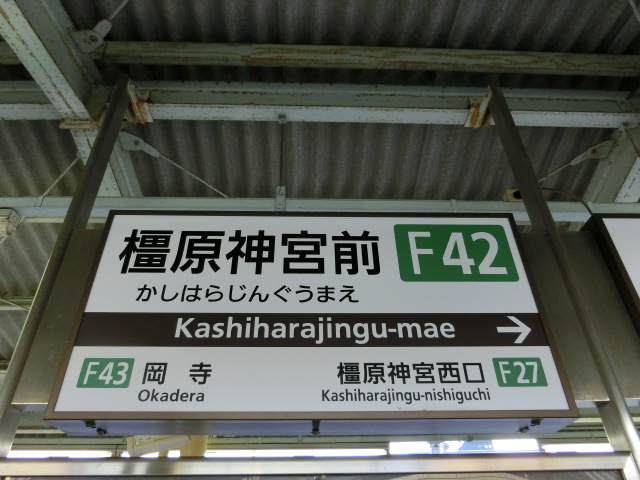 橿原神宮前 F42
かしはらじんぐうまえ
Kashiharajingu-mae →
F43 岡寺 橿原神宮西口 F27
Okadera Kashiharajingu-nishiguchi